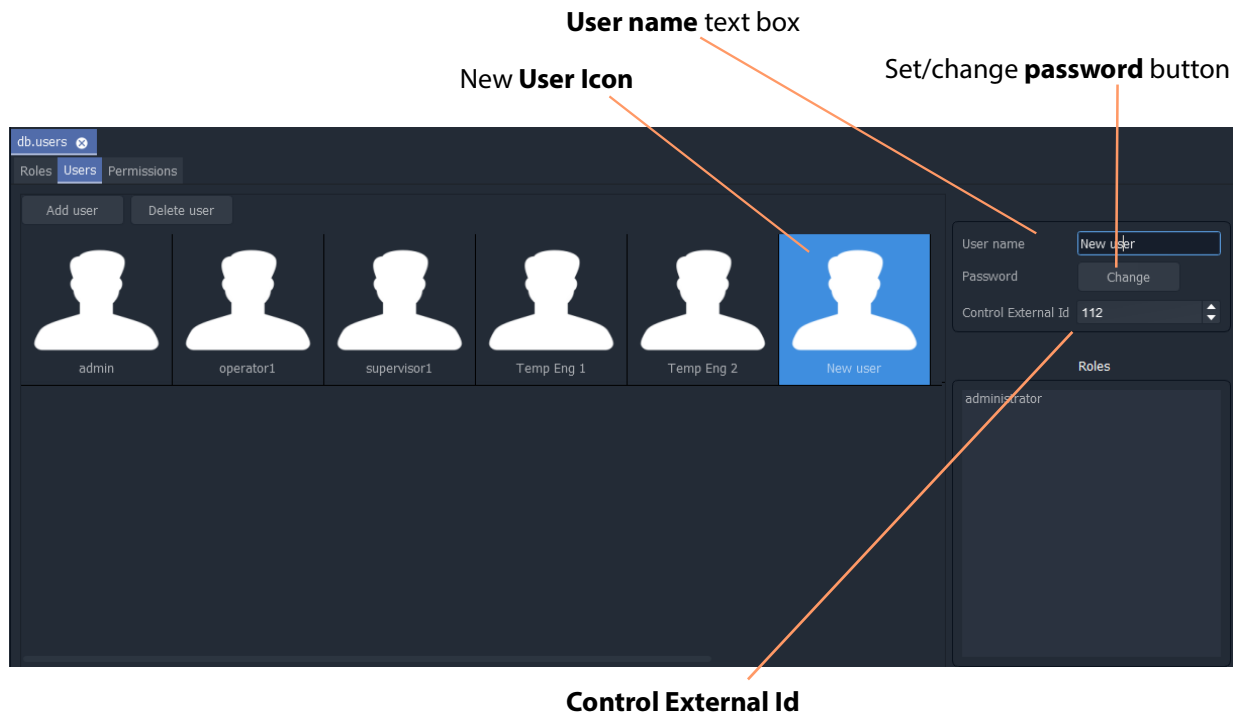 User name text box
Set/change password button
New User Icon
db.users
Roles Users Permissions
Add user Delete user
User name New user
Password Change
Control External Id 112
admin operator1 supervisor1 Temp Eng 1 Temp Eng 2 New user
Roles
administrator
Control External Id